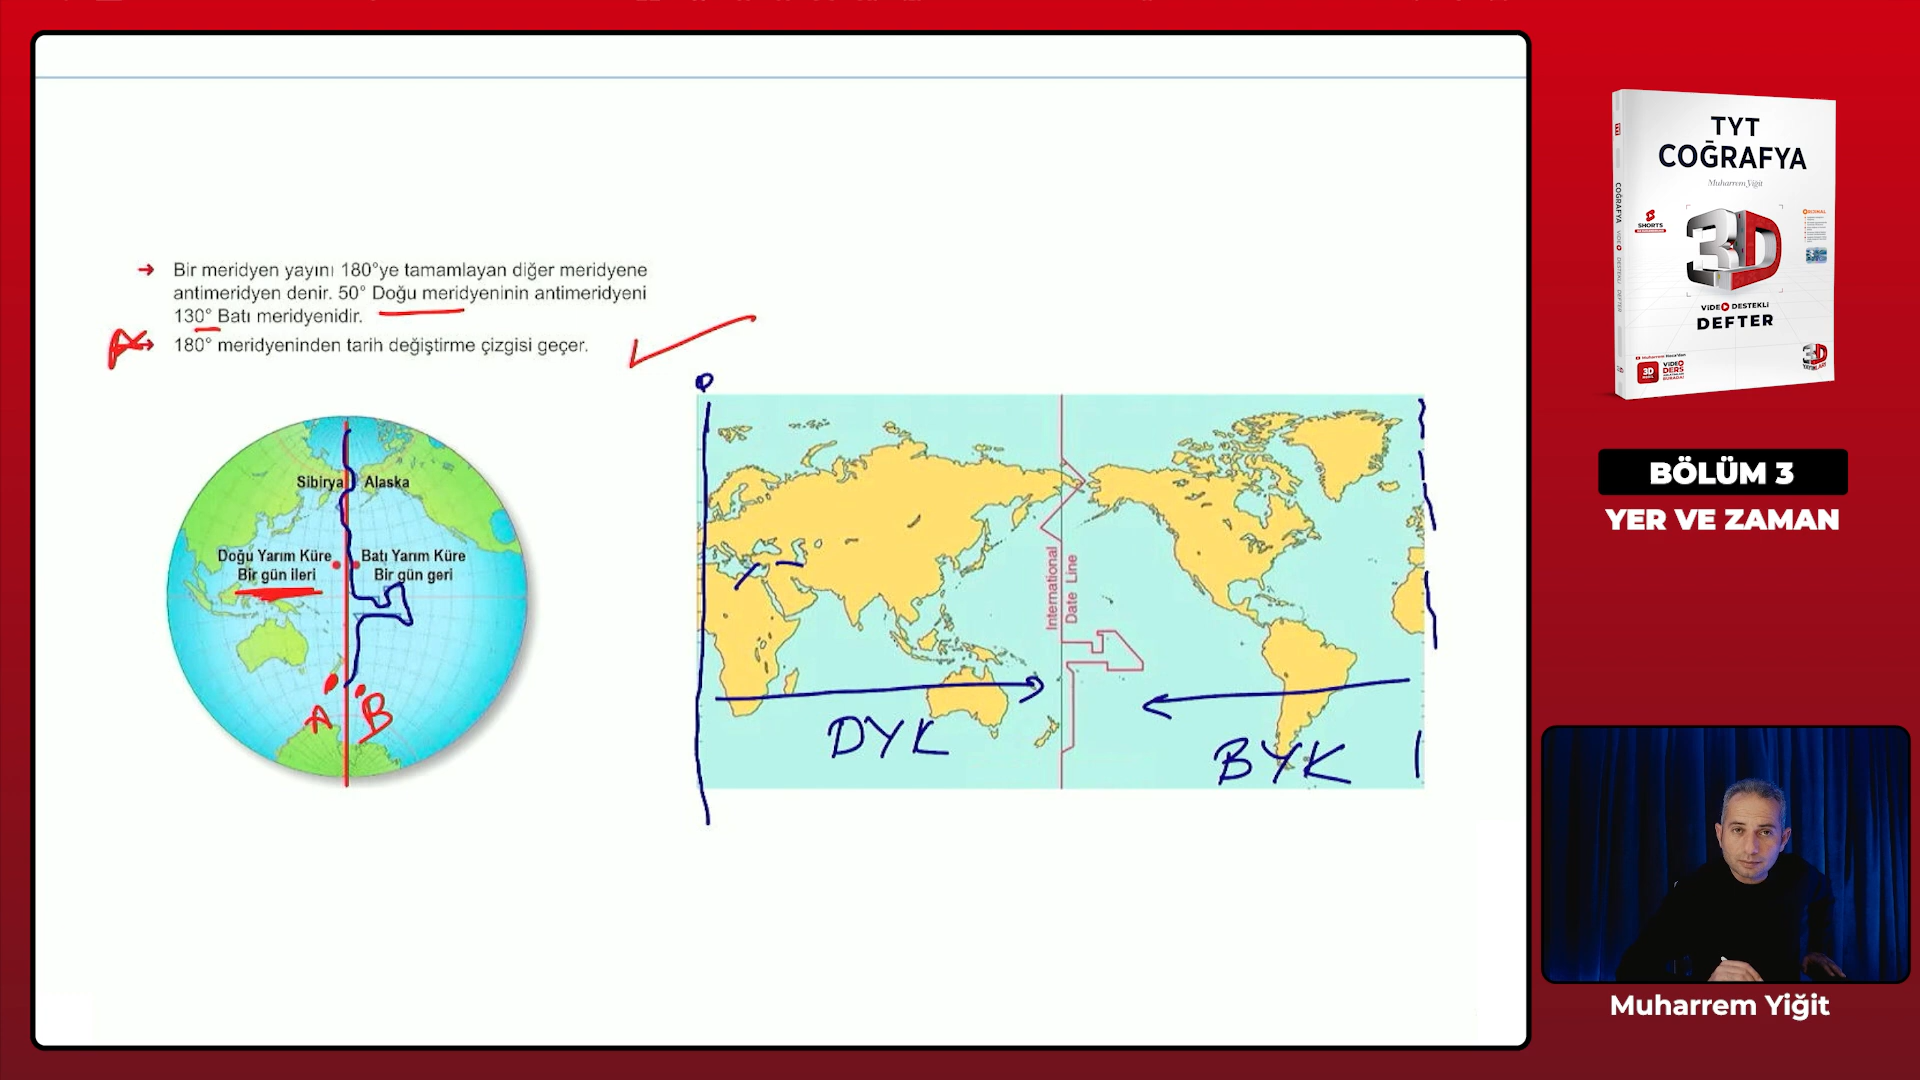 → Bir meridyen yayını 180°ye tamamlayan diğer meridyene
antimeridyen denir. 50° Doğu meridyeninin antimeridyeni
130° Batı meridyenidir.
→ 180° meridyeninden tarih değiştirme çizgisi geçer.
Sibirya Alaska
Doğu Yarım Küre Batı Yarım Küre
Bir gün ileri Bir gün geri
A B
International
Date Line
DYK
BYK
TYT
COĞRAFYA
Muharrem Yiğit
SHORTS
3D
ViDEO DESTEKLi
DEFTER
BÖLÜM 3
YER VE ZAMAN
Muharrem Yiğit